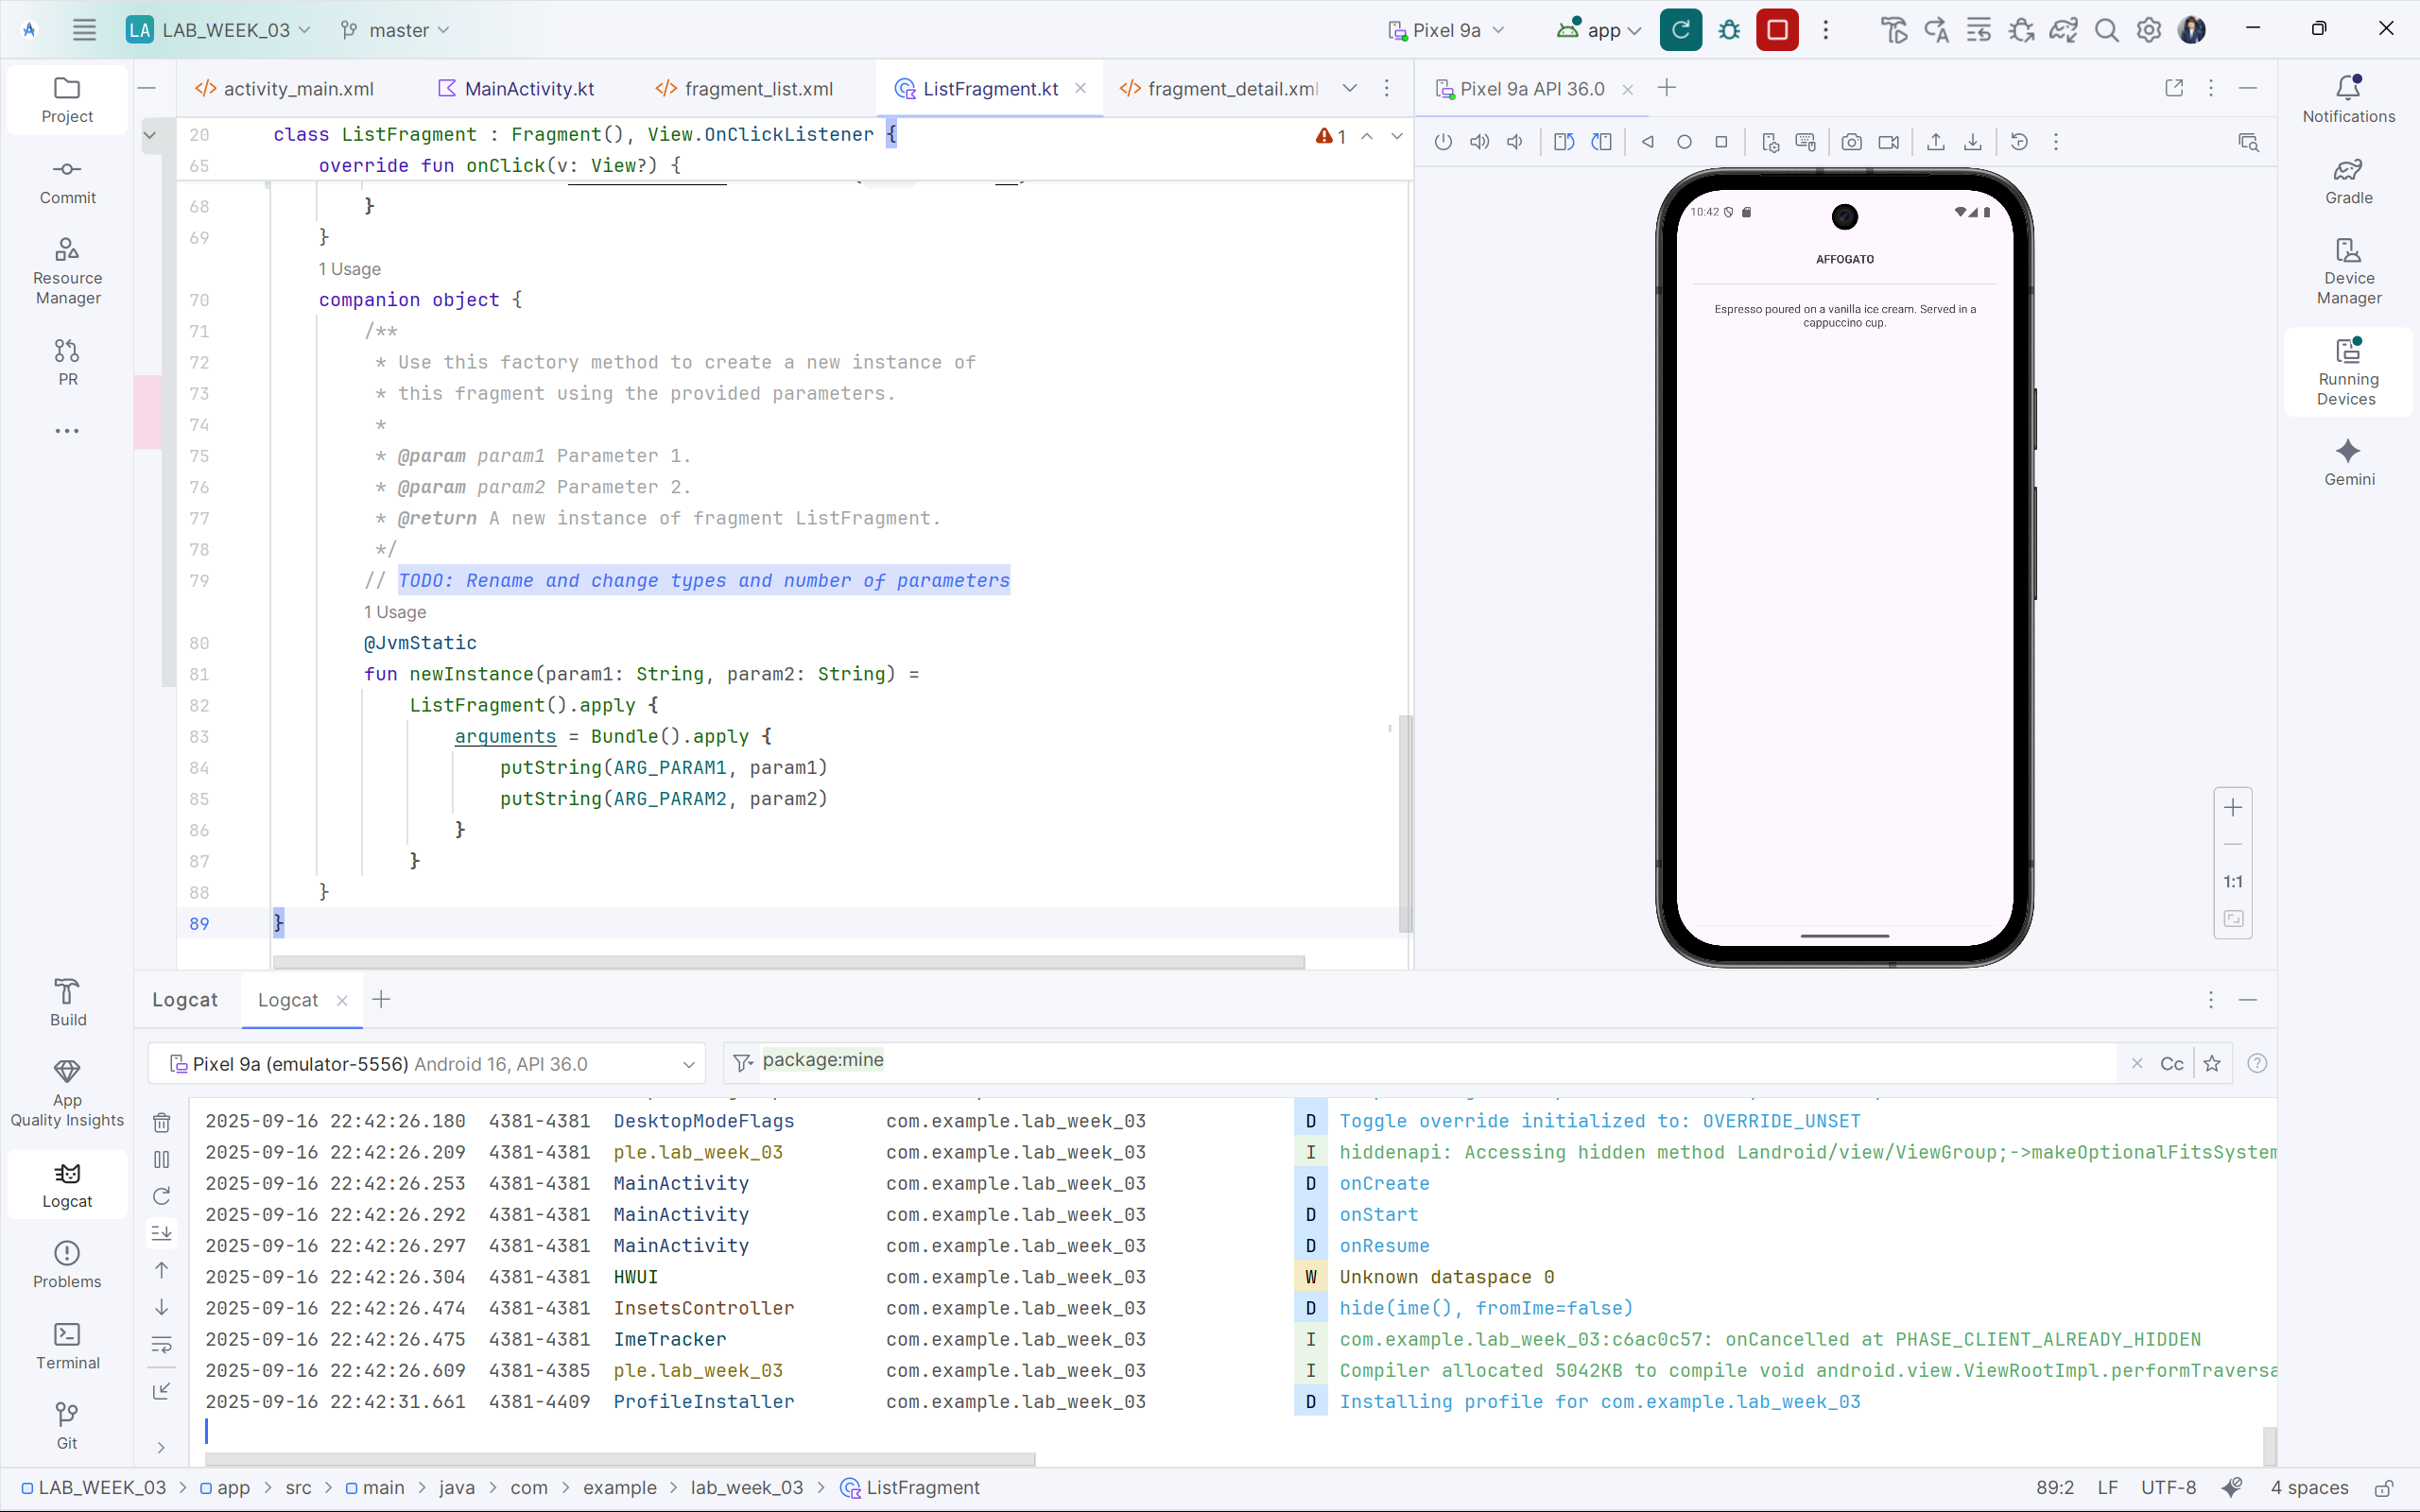 LA LAB_WEEK_03
master
Pixel 9a
app
Project
Commit
Resource
Manager
PR
activity_main.xml
MainActivity.kt
fragment_list.xml
ListFragment.kt
fragment_detail.xml
20 class ListFragment : Fragment(), View.OnClickListener {
65 override fun onClick(v: View?) {
1
68 }
69 }
1 Usage
70 companion object {
71 /**
72 * Use this factory method to create a new instance of
73 * this fragment using the provided parameters.
74 *
75 * @param param1 Parameter 1.
76 * @param param2 Parameter 2.
77 * @return A new instance of fragment ListFragment.
78 */
79 // TODO: Rename and change types and number of parameters
1 Usage
80 @JvmStatic
81 fun newInstance(param1: String, param2: String) =
82 ListFragment().apply {
83 arguments = Bundle().apply {
84 putString(ARG_PARAM1, param1)
85 putString(ARG_PARAM2, param2)
86 }
87 }
88 }
89 }
Pixel 9a API 36.0
10:42
AFFOGATO
Espresso poured on a vanilla ice cream. Served in a
cappuccino cup.
1:1
Notifications
Gradle
Device
Manager
Running
Devices
Gemini
Build
App
Quality Insights
Logcat
Problems
Terminal
Git
Logcat
Logcat
Pixel 9a (emulator-5556) Android 16, API 36.0
package:mine
Cc
2025-09-16 22:42:26.180 4381-4381 DesktopModeFlags com.example.lab_week_03 D Toggle override initialized to: OVERRIDE_UNSET
2025-09-16 22:42:26.209 4381-4381 ple.lab_week_03 com.example.lab_week_03 I hiddenapi: Accessing hidden method Landroid/view/ViewGroup;->makeOptionalFitsSystem
2025-09-16 22:42:26.253 4381-4381 MainActivity com.example.lab_week_03 D onCreate
2025-09-16 22:42:26.292 4381-4381 MainActivity com.example.lab_week_03 D onStart
2025-09-16 22:42:26.297 4381-4381 MainActivity com.example.lab_week_03 D onResume
2025-09-16 22:42:26.304 4381-4381 HWUI com.example.lab_week_03 W Unknown dataspace 0
2025-09-16 22:42:26.474 4381-4381 InsetsController com.example.lab_week_03 D hide(ime(), fromIme=false)
2025-09-16 22:42:26.475 4381-4381 ImeTracker com.example.lab_week_03 I com.example.lab_week_03:c6ac0c57: onCancelled at PHASE_CLIENT_ALREADY_HIDDEN
2025-09-16 22:42:26.609 4381-4385 ple.lab_week_03 com.example.lab_week_03 I Compiler allocated 5042KB to compile void android.view.ViewRootImpl.performTraversa
2025-09-16 22:42:31.661 4381-4409 ProfileInstaller com.example.lab_week_03 D Installing profile for com.example.lab_week_03
LAB_WEEK_03 > app > src > main > java > com > example > lab_week_03 > ListFragment
89:2 LF UTF-8 4 spaces